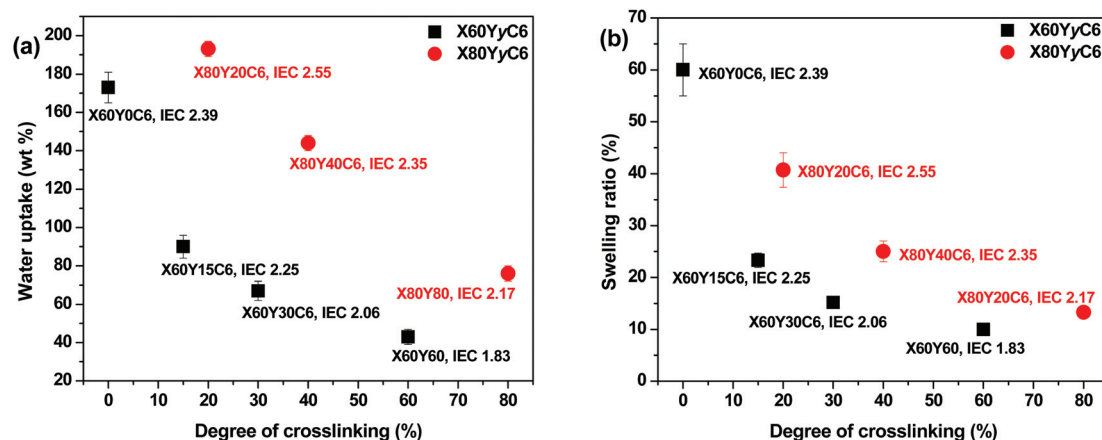 (a)
X60YyC6
X80YyC6
200
180
160
140
120
100
80
60
40
20
Water uptake (wt %)
X80Y20C6, IEC 2.55
X60Y0C6, IEC 2.39
X80Y40C6, IEC 2.35
X60Y15C6, IEC 2.25
X80Y80, IEC 2.17
X60Y30C6, IEC 2.06
X60Y60, IEC 1.83
0 10 20 30 40 50 60 70 80
Degree of crosslinking (%)
(b)
X60YyC6
X80YyC6
70
60
50
40
30
20
10
0
Swelling ratio (%)
X60Y0C6, IEC 2.39
X80Y20C6, IEC 2.55
X80Y40C6, IEC 2.35
X60Y15C6, IEC 2.25
X80Y20C6, IEC 2.17
X60Y30C6, IEC 2.06
X60Y60, IEC 1.83
0 10 20 30 40 50 60 70 80
Degree of crosslinking (%)